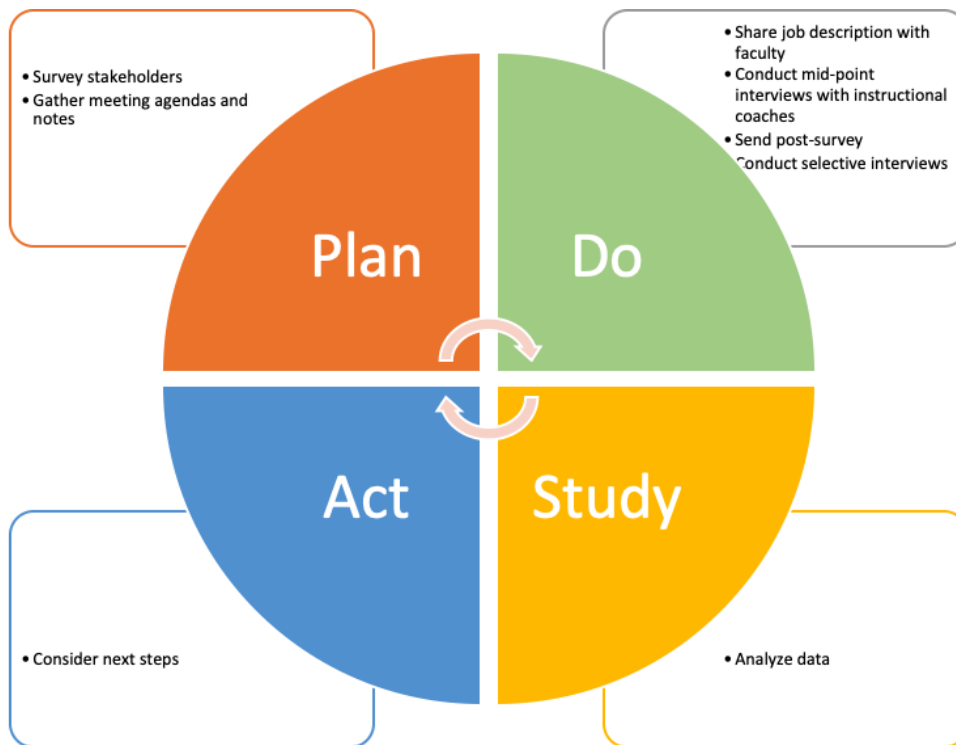 • Survey stakeholders
• Gather meeting agendas and
notes
• Share job description with
faculty
• Conduct mid-point
interviews with instructional
coaches
• Send post-survey
• Conduct selective interviews
Plan
Do
Act
Study
• Consider next steps
• Analyze data